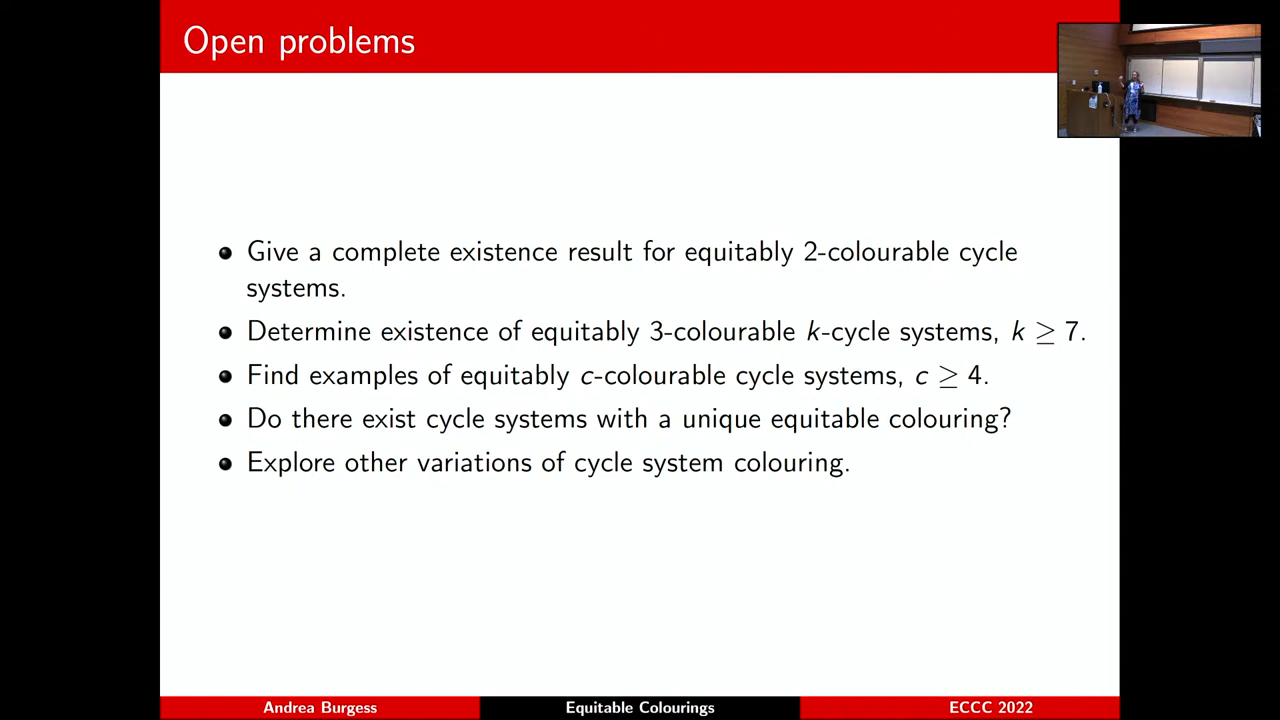 Open problems
Give a complete existence result for equitably 2-colourable cycle
systems.
Determine existence of equitably 3-colourable k-cycle systems, k ≥ 7.
Find examples of equitably c-colourable cycle systems, c ≥ 4.
Do there exist cycle systems with a unique equitable colouring?
Explore other variations of cycle system colouring.
Andrea Burgess
Equitable Colourings
ECCC 2022